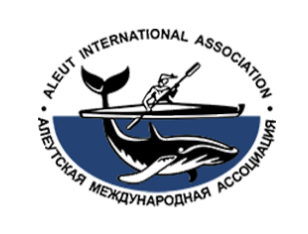 • ALEUT INTERNATIONAL ASSOCIATION •
АЛЕУТСКАЯ МЕЖДУНАРОДНАЯ АССОЦИАЦИЯ